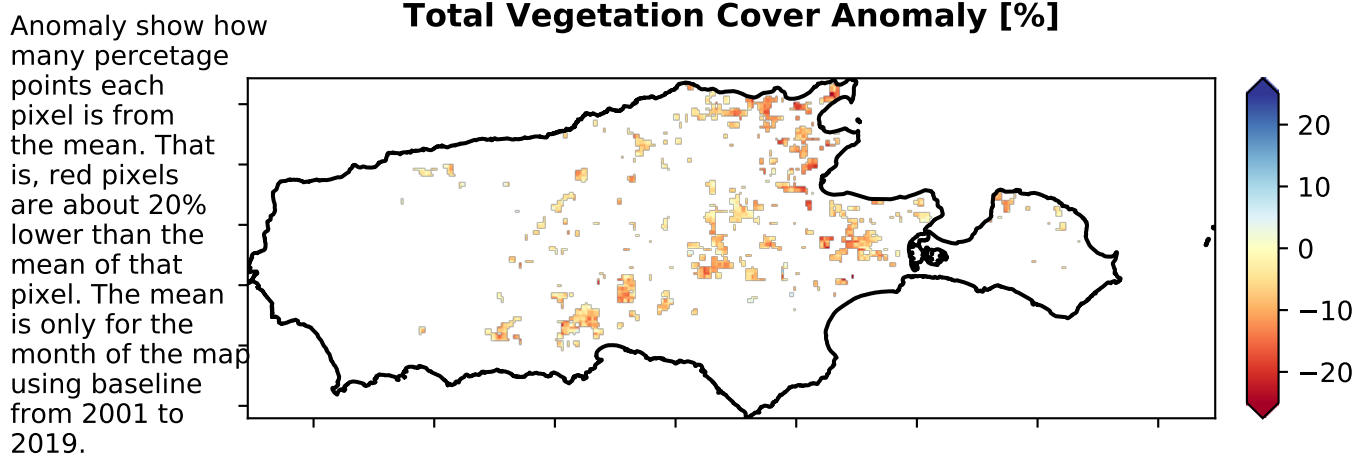 Total Vegetation Cover Anomaly [%]
Anomaly show how
many percetage
points each
pixel is from
the mean. That
is, red pixels
are about 20%
lower than the
mean of that
pixel. The mean
is only for the
month of the map
using baseline
from 2001 to
2019.
20
10
0
−10
−20